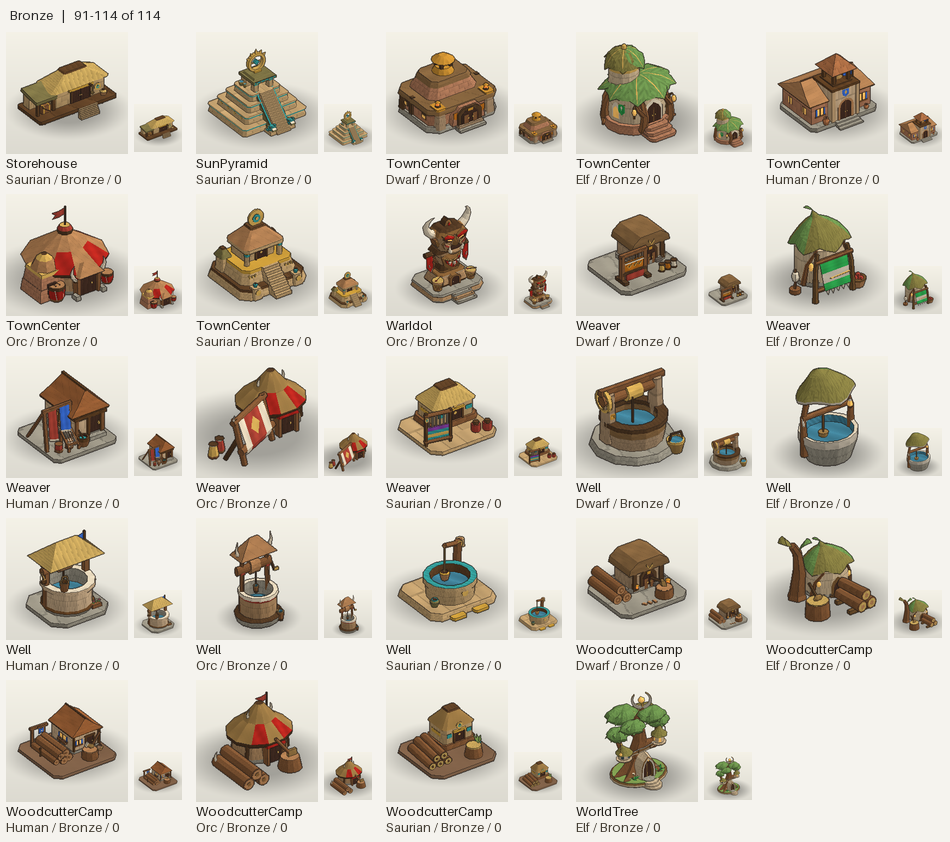 Bronze | 91-114 of 114
Storehouse
Saurian / Bronze / 0
SunPyramid
Saurian / Bronze / 0
TownCenter
Dwarf / Bronze / 0
TownCenter
Elf / Bronze / 0
TownCenter
Human / Bronze / 0
TownCenter
Orc / Bronze / 0
TownCenter
Saurian / Bronze / 0
WarIdol
Orc / Bronze / 0
Weaver
Dwarf / Bronze / 0
Weaver
Elf / Bronze / 0
Weaver
Human / Bronze / 0
Weaver
Orc / Bronze / 0
Weaver
Saurian / Bronze / 0
Well
Dwarf / Bronze / 0
Well
Elf / Bronze / 0
Well
Human / Bronze / 0
Well
Orc / Bronze / 0
Well
Saurian / Bronze / 0
WoodcutterCamp
Dwarf / Bronze / 0
WoodcutterCamp
Elf / Bronze / 0
WoodcutterCamp
Human / Bronze / 0
WoodcutterCamp
Orc / Bronze / 0
WoodcutterCamp
Saurian / Bronze / 0
WorldTree
Elf / Bronze / 0